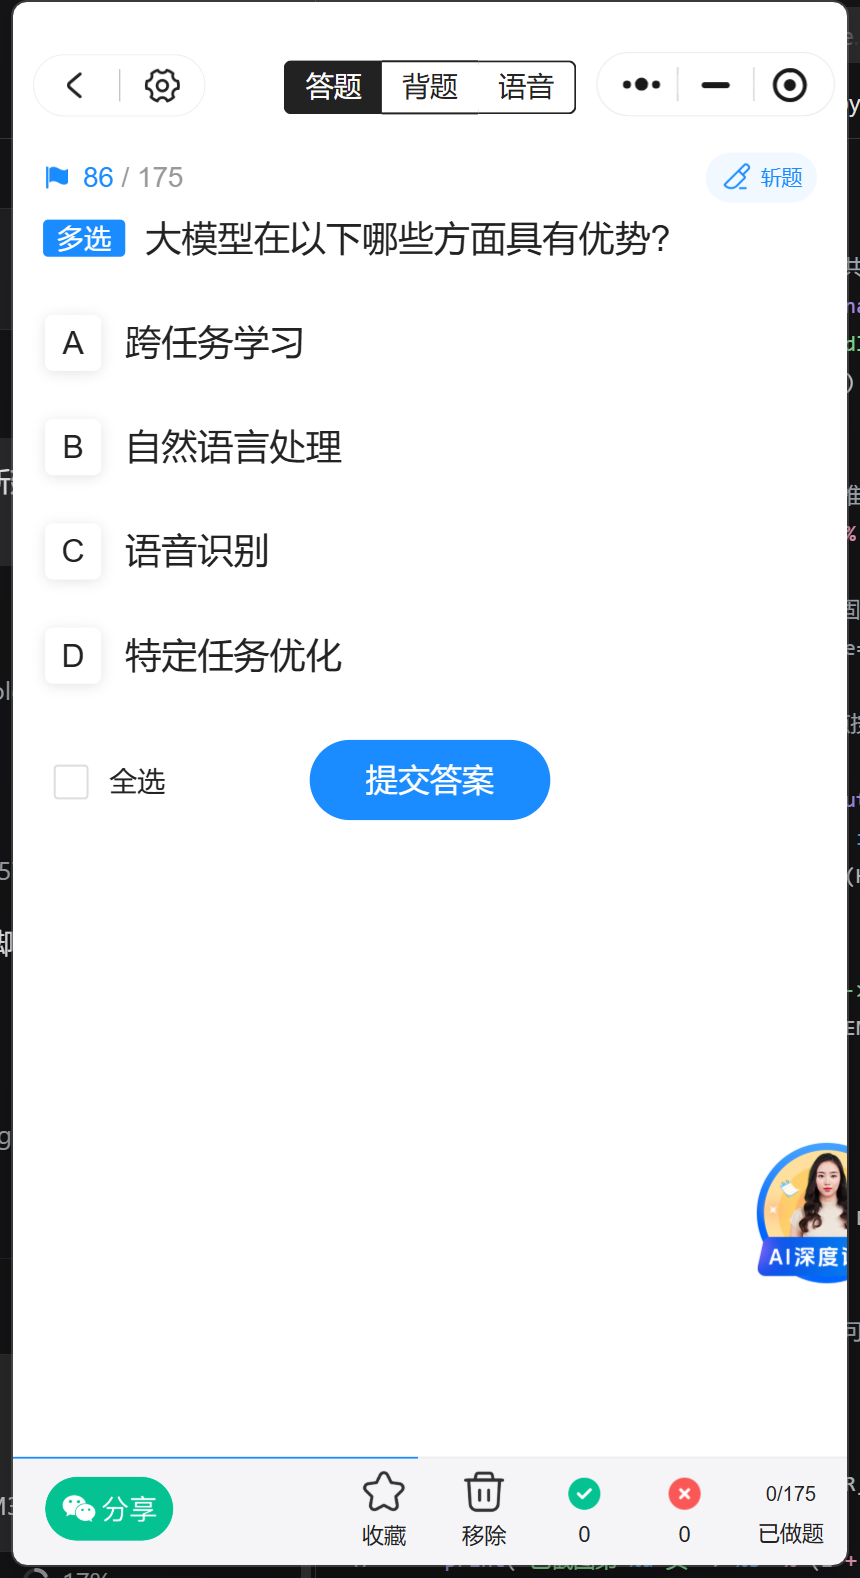 答题 背题 语音
86 / 175
斩题
多选 大模型在以下哪些方面具有优势?
A 跨任务学习
B 自然语言处理
C 语音识别
D 特定任务优化
全选
提交答案
AI深度
分享
收藏
移除
0
0
0/175
已做题